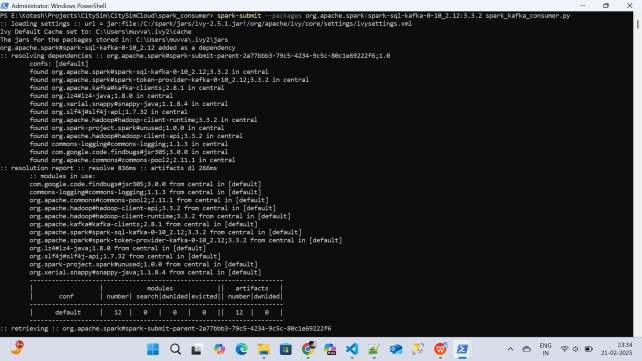 Administrator: Windows PowerShell
PS E:\Kotesh\Projects\CitySim\CitySimCloud\spark_consumer> spark-submit --packages org.apache.spark:spark-sql-kafka-0-10_2.12:3.3.2 spark_kafka_consumer.py
:: loading settings :: url = jar:file:/C:/spark/jars/ivy-2.5.1.jar!/org/apache/ivy/core/settings/ivysettings.xml
Ivy Default Cache set to: C:\Users\muvva\.ivy2\cache
The jars for the packages stored in: C:\Users\muvva\.ivy2\jars
org.apache.spark#spark-sql-kafka-0-10_2.12 added as a dependency
:: resolving dependencies :: org.apache.spark#spark-submit-parent-2a77bbb3-79c5-4234-9c5c-80c1e69222f6;1.0
confs: [default]
found org.apache.spark#spark-sql-kafka-0-10_2.12;3.3.2 in central
found org.apache.spark#spark-token-provider-kafka-0-10_2.12;3.3.2 in central
found org.apache.kafka#kafka-clients;2.8.1 in central
found org.lz4#lz4-java;1.8.0 in central
found org.xerial.snappy#snappy-java;1.1.8.4 in central
found org.slf4j#slf4j-api;1.7.32 in central
found org.apache.hadoop#hadoop-client-runtime;3.3.2 in central
found org.spark-project.spark#unused;1.0.0 in central
found org.apache.hadoop#hadoop-client-api;3.3.2 in central
found commons-logging#commons-logging;1.1.3 in central
found com.google.code.findbugs#jsr305;3.0.0 in central
found org.apache.commons#commons-pool2;2.11.1 in central
:: resolution report :: resolve 836ms :: artifacts dl 266ms
:: modules in use:
com.google.code.findbugs#jsr305;3.0.0 from central in [default]
commons-logging#commons-logging;1.1.3 from central in [default]
org.apache.commons#commons-pool2;2.11.1 from central in [default]
org.apache.hadoop#hadoop-client-api;3.3.2 from central in [default]
org.apache.hadoop#hadoop-client-runtime;3.3.2 from central in [default]
org.apache.kafka#kafka-clients;2.8.1 from central in [default]
org.apache.spark#spark-sql-kafka-0-10_2.12;3.3.2 from central in [default]
org.apache.spark#spark-token-provider-kafka-0-10_2.12;3.3.2 from central in [default]
org.lz4#lz4-java;1.8.0 from central in [default]
org.slf4j#slf4j-api;1.7.32 from central in [default]
org.spark-project.spark#unused;1.0.0 from central in [default]
org.xerial.snappy#snappy-java;1.1.8.4 from central in [default]
---------------------------------------------------------------------
| | modules || artifacts |
| conf | number| search|dwnlded|evicted|| number|dwnlded|
---------------------------------------------------------------------
| default | 12 | 0 | 0 | 0 || 12 | 0 |
---------------------------------------------------------------------
:: retrieving :: org.apache.spark#spark-submit-parent-2a77bbb3-79c5-4234-9c5c-80c1e69222f6
ENG
IN
23:34
21-02-2025